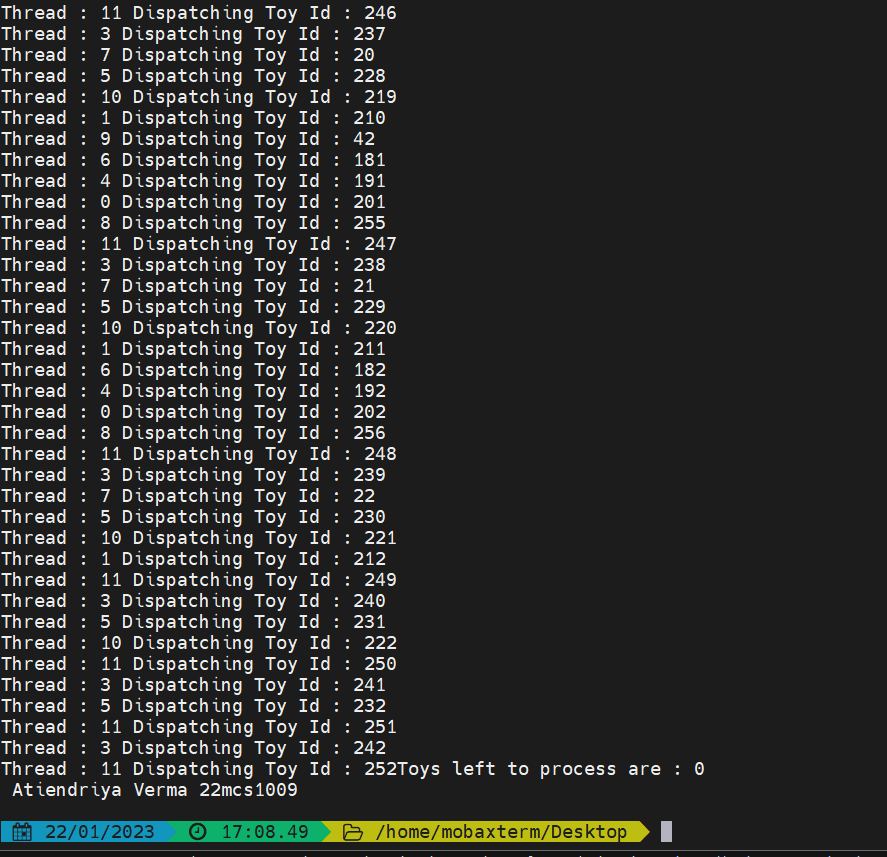 Thread : 11 Dispatching Toy Id : 246
Thread : 3 Dispatching Toy Id : 237
Thread : 7 Dispatching Toy Id : 20
Thread : 5 Dispatching Toy Id : 228
Thread : 10 Dispatching Toy Id : 219
Thread : 1 Dispatching Toy Id : 210
Thread : 9 Dispatching Toy Id : 42
Thread : 6 Dispatching Toy Id : 181
Thread : 4 Dispatching Toy Id : 191
Thread : 0 Dispatching Toy Id : 201
Thread : 8 Dispatching Toy Id : 255
Thread : 11 Dispatching Toy Id : 247
Thread : 3 Dispatching Toy Id : 238
Thread : 7 Dispatching Toy Id : 21
Thread : 5 Dispatching Toy Id : 229
Thread : 10 Dispatching Toy Id : 220
Thread : 1 Dispatching Toy Id : 211
Thread : 6 Dispatching Toy Id : 182
Thread : 4 Dispatching Toy Id : 192
Thread : 0 Dispatching Toy Id : 202
Thread : 8 Dispatching Toy Id : 256
Thread : 11 Dispatching Toy Id : 248
Thread : 3 Dispatching Toy Id : 239
Thread : 7 Dispatching Toy Id : 22
Thread : 5 Dispatching Toy Id : 230
Thread : 10 Dispatching Toy Id : 221
Thread : 1 Dispatching Toy Id : 212
Thread : 11 Dispatching Toy Id : 249
Thread : 3 Dispatching Toy Id : 240
Thread : 5 Dispatching Toy Id : 231
Thread : 10 Dispatching Toy Id : 222
Thread : 11 Dispatching Toy Id : 250
Thread : 3 Dispatching Toy Id : 241
Thread : 5 Dispatching Toy Id : 232
Thread : 11 Dispatching Toy Id : 251
Thread : 3 Dispatching Toy Id : 242
Thread : 11 Dispatching Toy Id : 252Toys left to process are : 0
Atiendriya Verma 22mcs1009
22/01/2023 17:08.49 /home/mobaxterm/Desktop